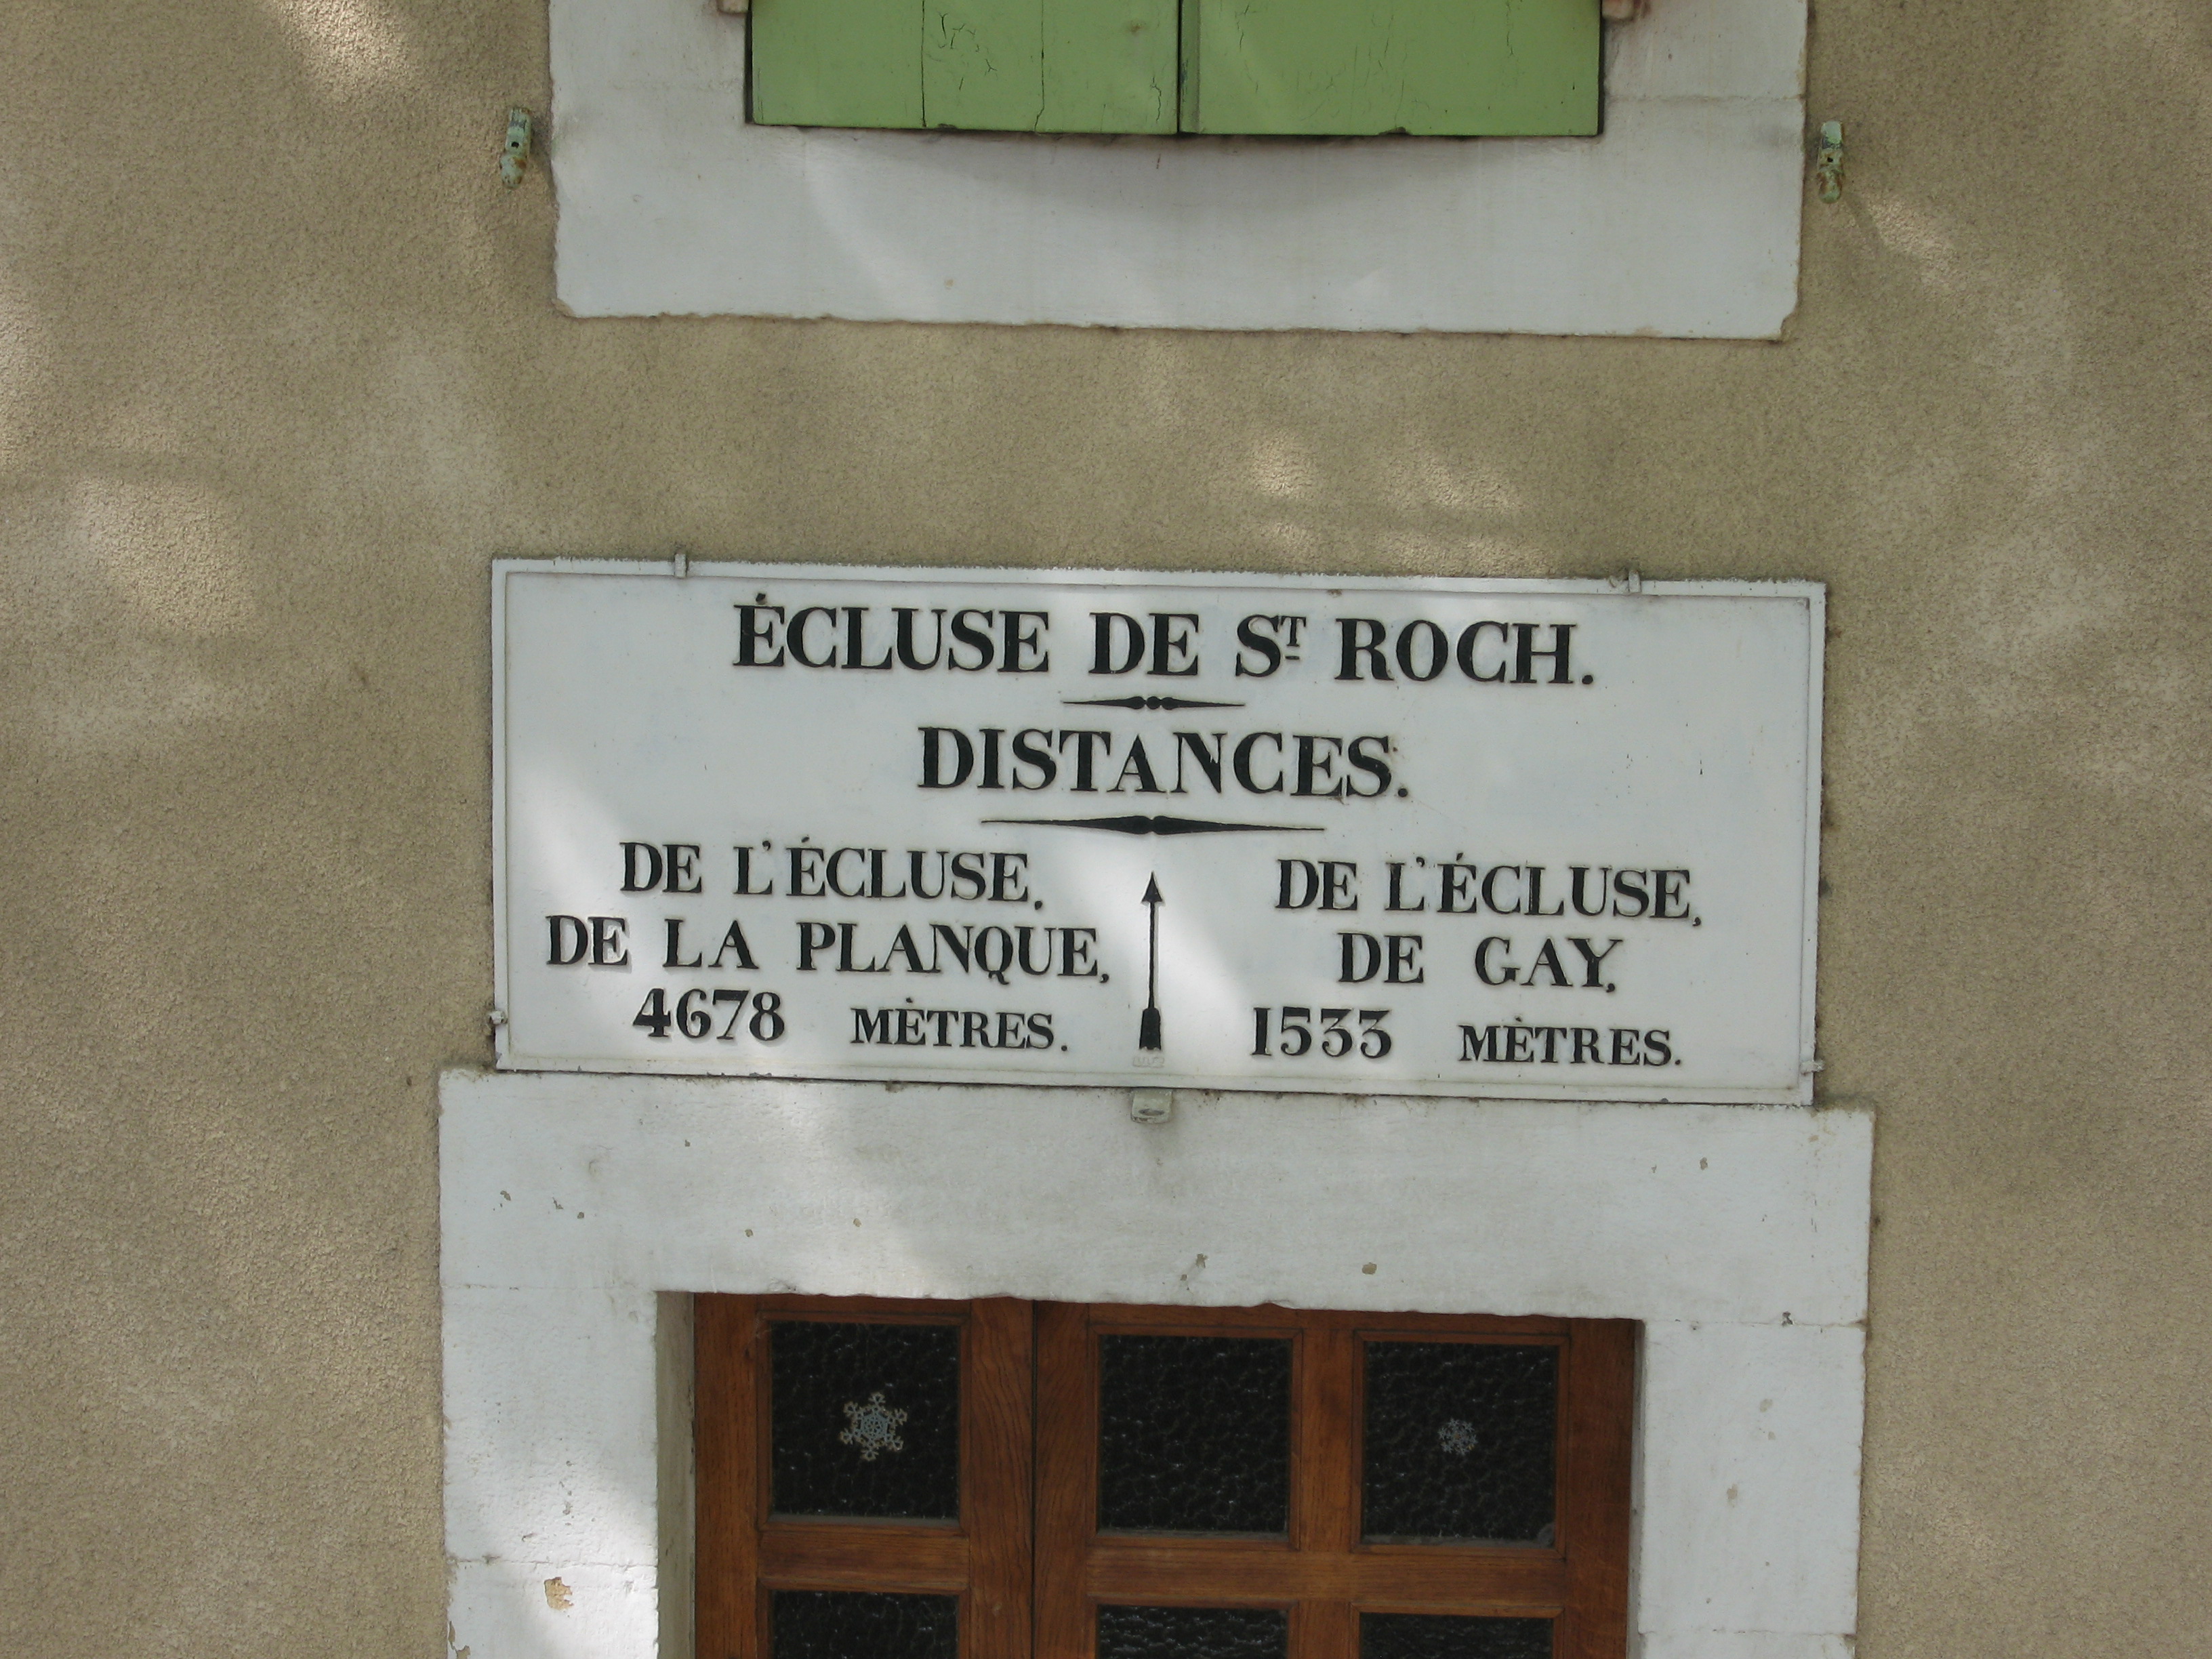 ÉCLUSE DE ST ROCH.
DISTANCES.
DE L'ÉCLUSE.
DE LA PLANQUE,
4678 MÈTRES.
DE L'ÉCLUSE,
DE GAY,
1533 MÈTRES.